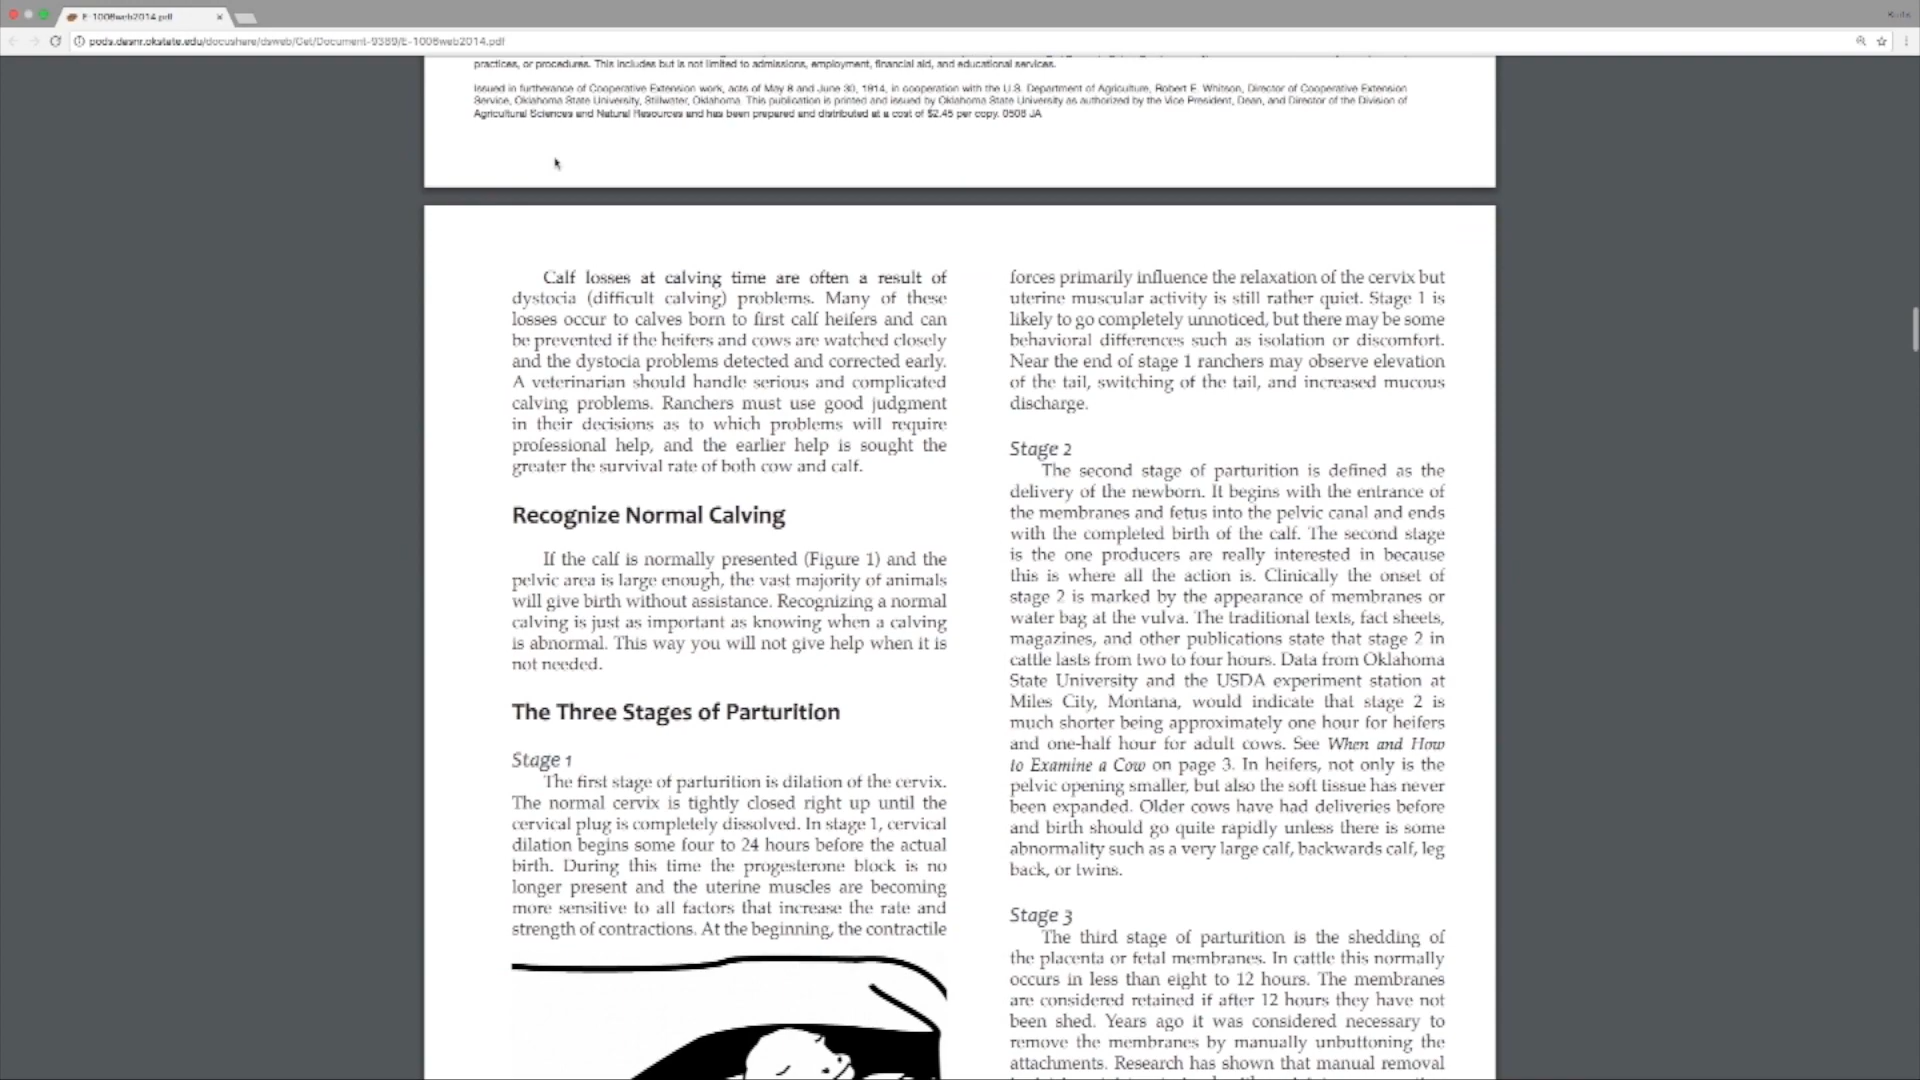 E-1008web2014.pdf
pods.dasnr.okstate.edu/docushare/dsweb/Get/Document-9389/E-1008web2014.pdf
practices, or procedures. This includes but is not limited to admissions, employment, financial aid, and educational services.
Issued in furtherance of Cooperative Extension work, acts of May 8 and June 30, 1914, in cooperation with the U.S. Department of Agriculture, Robert E. Whitson, Director of Cooperative Extension
Service, Oklahoma State University, Stillwater, Oklahoma. This publication is printed and issued by Oklahoma State University as authorized by the Vice President, Dean, and Director of the Division of
Agricultural Sciences and Natural Resources and has been prepared and distributed at a cost of $2.45 per copy. 0508 JA
Calf losses at calving time are often a result of
dystocia (difficult calving) problems. Many of these
losses occur to calves born to first calf heifers and can
be prevented if the heifers and cows are watched closely
and the dystocia problems detected and corrected early.
A veterinarian should handle serious and complicated
calving problems. Ranchers must use good judgment
in their decisions as to which problems will require
professional help, and the earlier help is sought the
greater the survival rate of both cow and calf.
Recognize Normal Calving
If the calf is normally presented (Figure 1) and the
pelvic area is large enough, the vast majority of animals
will give birth without assistance. Recognizing a normal
calving is just as important as knowing when a calving
is abnormal. This way you will not give help when it is
not needed.
The Three Stages of Parturition
Stage 1
The first stage of parturition is dilation of the cervix.
The normal cervix is tightly closed right up until the
cervical plug is completely dissolved. In stage 1, cervical
dilation begins some four to 24 hours before the actual
birth. During this time the progesterone block is no
longer present and the uterine muscles are becoming
more sensitive to all factors that increase the rate and
strength of contractions. At the beginning, the contractile
forces primarily influence the relaxation of the cervix but
uterine muscular activity is still rather quiet. Stage 1 is
likely to go completely unnoticed, but there may be some
behavioral differences such as isolation or discomfort.
Near the end of stage 1 ranchers may observe elevation
of the tail, switching of the tail, and increased mucous
discharge.
Stage 2
The second stage of parturition is defined as the
delivery of the newborn. It begins with the entrance of
the membranes and fetus into the pelvic canal and ends
with the completed birth of the calf. The second stage
is the one producers are really interested in because
this is where all the action is. Clinically the onset of
stage 2 is marked by the appearance of membranes or
water bag at the vulva. The traditional texts, fact sheets,
magazines, and other publications state that stage 2 in
cattle lasts from two to four hours. Data from Oklahoma
State University and the USDA experiment station at
Miles City, Montana, would indicate that stage 2 is
much shorter being approximately one hour for heifers
and one-half hour for adult cows. See When and How
to Examine a Cow on page 3. In heifers, not only is the
pelvic opening smaller, but also the soft tissue has never
been expanded. Older cows have had deliveries before
and birth should go quite rapidly unless there is some
abnormality such as a very large calf, backwards calf, leg
back, or twins.
Stage 3
The third stage of parturition is the shedding of
the placenta or fetal membranes. In cattle this normally
occurs in less than eight to 12 hours. The membranes
are considered retained if after 12 hours they have not
been shed. Years ago it was considered necessary to
remove the membranes by manually unbuttoning the
attachments. Research has shown that manual removal